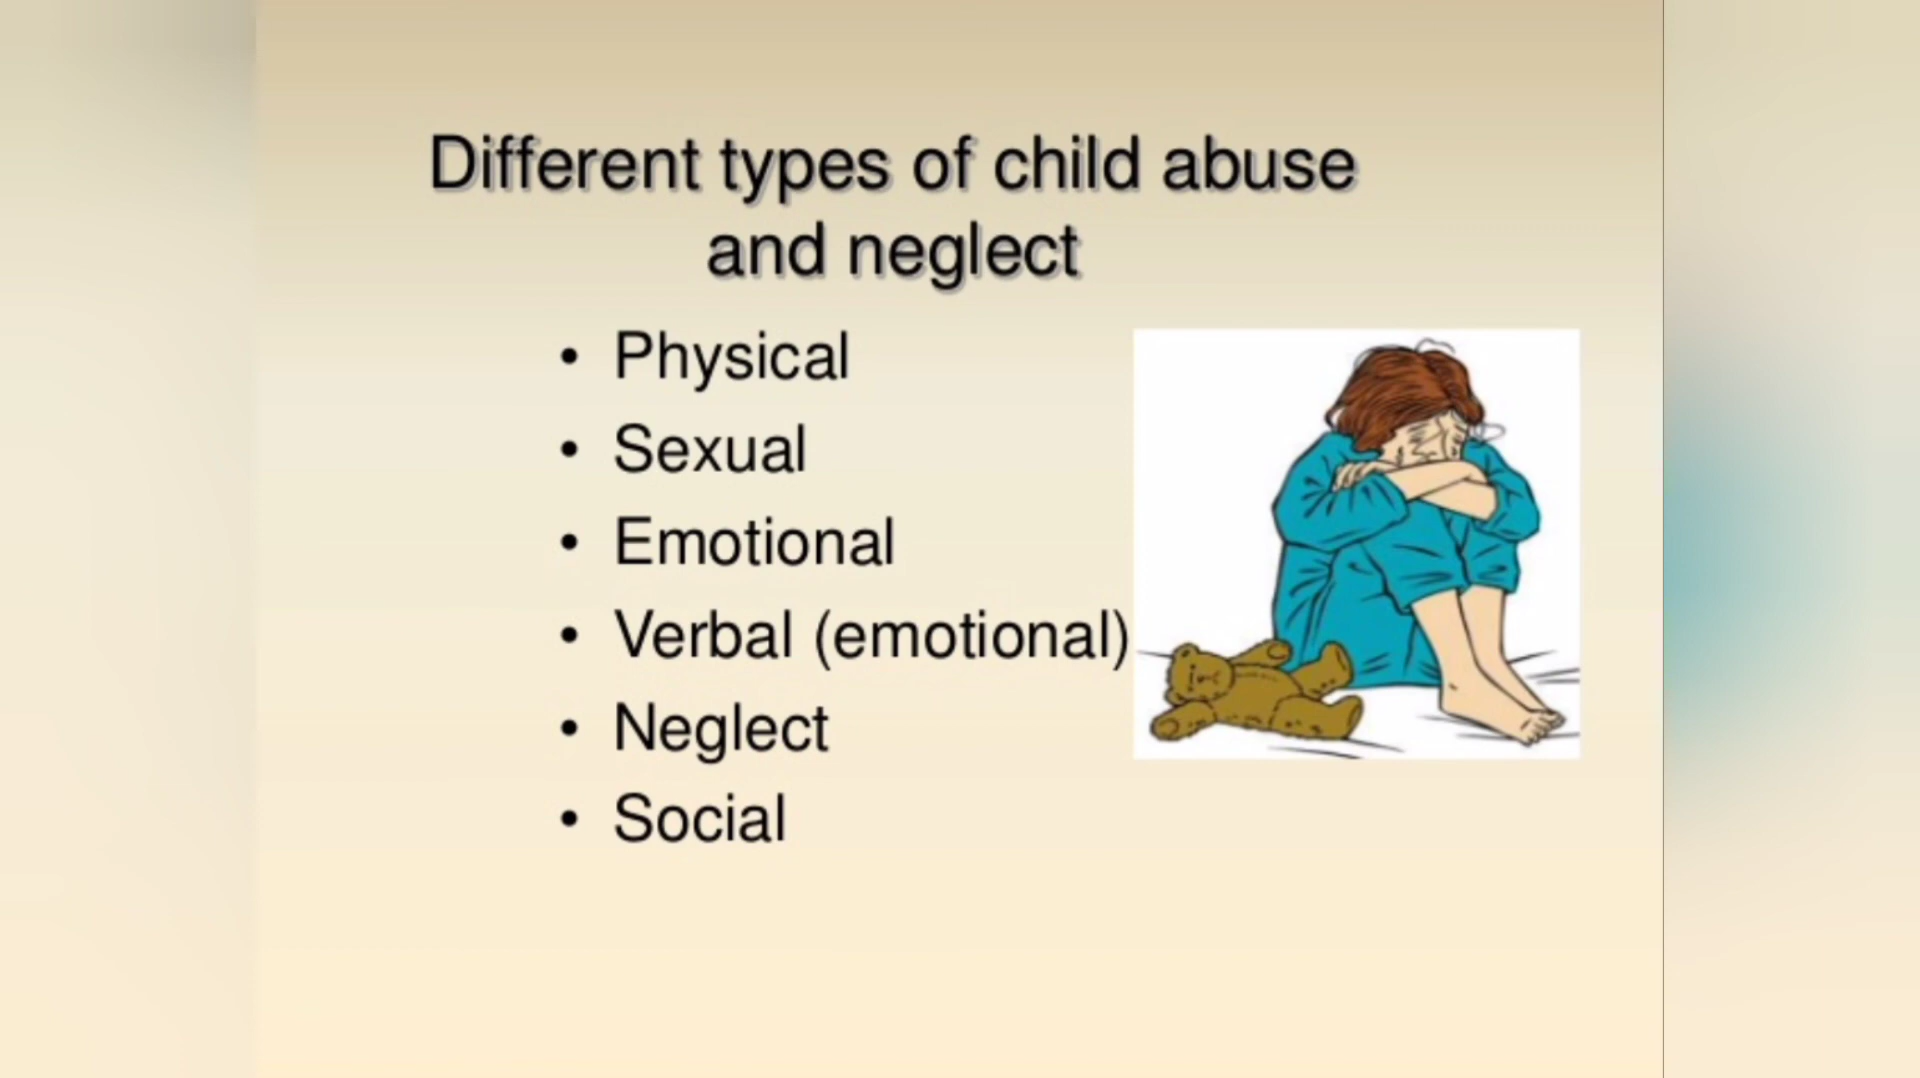 Different types of child abuse
and neglect
• Physical
• Sexual
• Emotional
• Verbal (emotional)
• Neglect
• Social